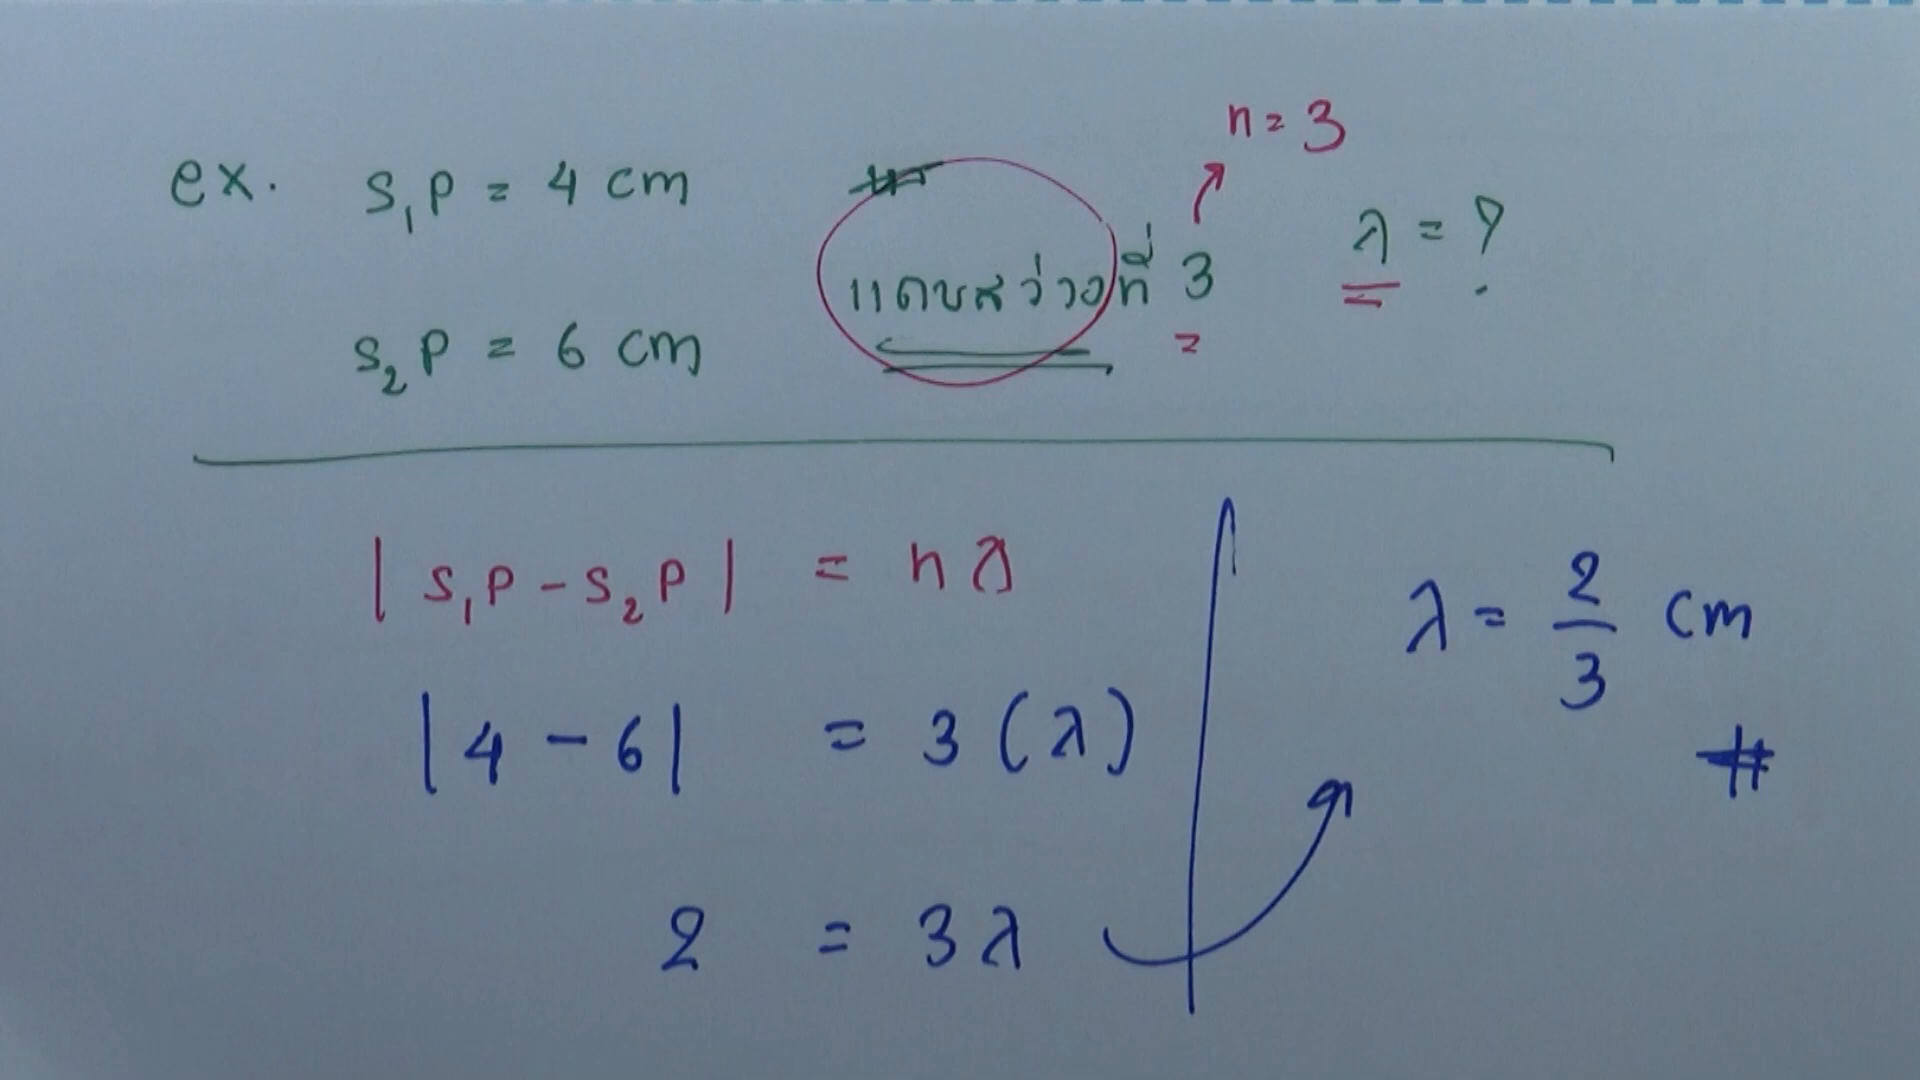 n = 3
ex. S₁P = 4 cm
แถบสว่างที่ 3 λ = ?
S₂P = 6 cm
|S₁P - S₂P| = nλ
λ = 2/3 cm
#
|4 - 6| = 3(λ)
2 = 3λ